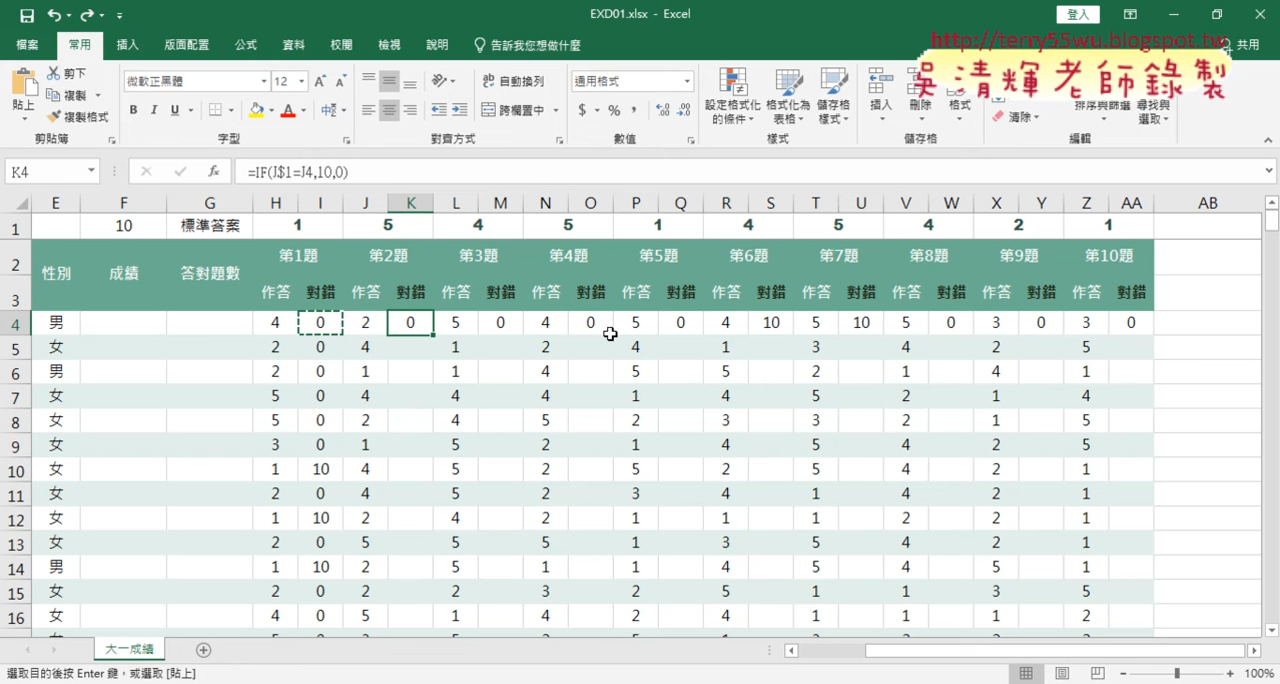 EXD01.xlsx - Excel
登入
檔案 常用 插入 版面配置 公式 資料 校閱 檢視 說明 告訴我您想做什麼 共用
http://terry55wu.blogspot.tw
吳清輝老師錄製
貼上 剪下 複製 複製格式 剪貼簿
微軟正黑體 12 B I U A 字型
自動換列 跨欄置中 對齊方式
通用格式 $ % , 數值
設定格式化的條件 格式化為表格 儲存格樣式 樣式
插入 刪除 格式 儲存格
清除 排序與篩選 尋找與選取 編輯
K4 fx =IF(J$1=J4,10,0)
E F G H I J K L M N O P Q R S T U V W X Y Z AA AB
1 10 標準答案 1 5 4 5 1 4 5 4 2 1
2 性別 成績 答對題數 第1題 第2題 第3題 第4題 第5題 第6題 第7題 第8題 第9題 第10題
3 作答 對錯 作答 對錯 作答 對錯 作答 對錯 作答 對錯 作答 對錯 作答 對錯 作答 對錯 作答 對錯 作答 對錯
4 男 4 0 2 0 5 0 4 0 5 0 4 10 5 10 5 0 3 0 3 0
5 女 2 0 4 1 2 4 1 3 4 2 5
6 男 2 0 1 1 4 5 5 2 1 4 1
7 女 5 0 4 4 4 1 4 5 2 1 4
8 女 5 0 2 4 5 2 3 3 2 1 5
9 女 3 0 1 5 2 1 4 5 4 2 5
10 女 1 10 4 5 2 5 2 5 4 2 1
11 女 2 0 4 5 2 3 4 1 4 2 1
12 女 1 10 2 4 2 1 1 1 2 2 1
13 女 2 0 5 5 5 1 3 5 4 2 1
14 男 1 10 2 5 1 1 4 5 4 5 1
15 女 2 0 2 2 3 2 5 1 1 3 5
16 女 4 0 5 1 4 2 4 1 1 1 2
大一成績
選取目的後按 Enter 鍵，或選取 [貼上]
100%